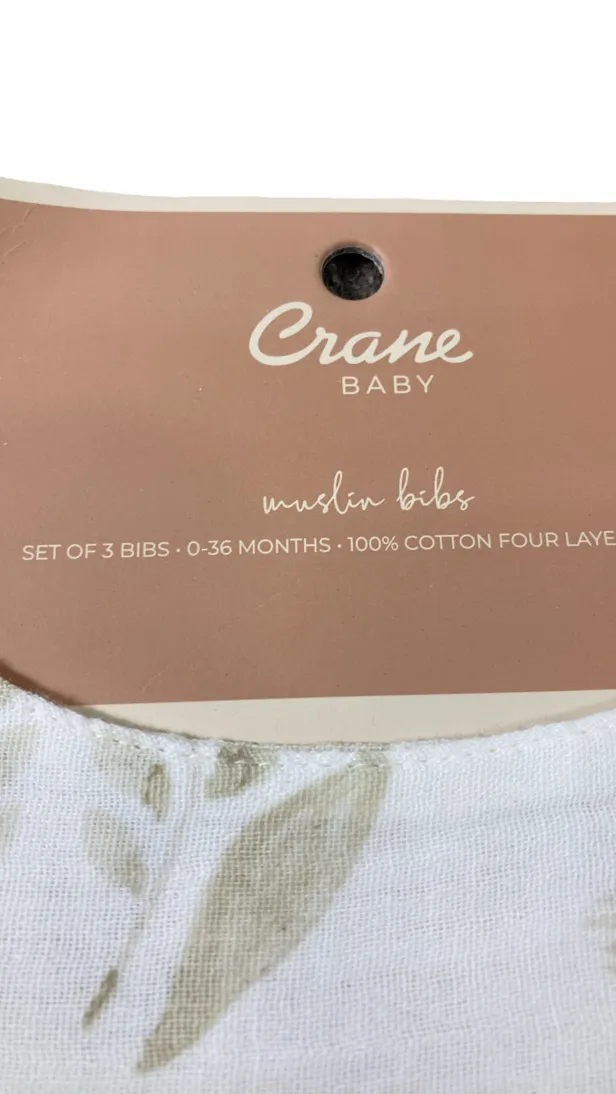 Crane
BABY
muslin bibs
SET OF 3 BIBS • 0-36 MONTHS • 100% COTTON FOUR